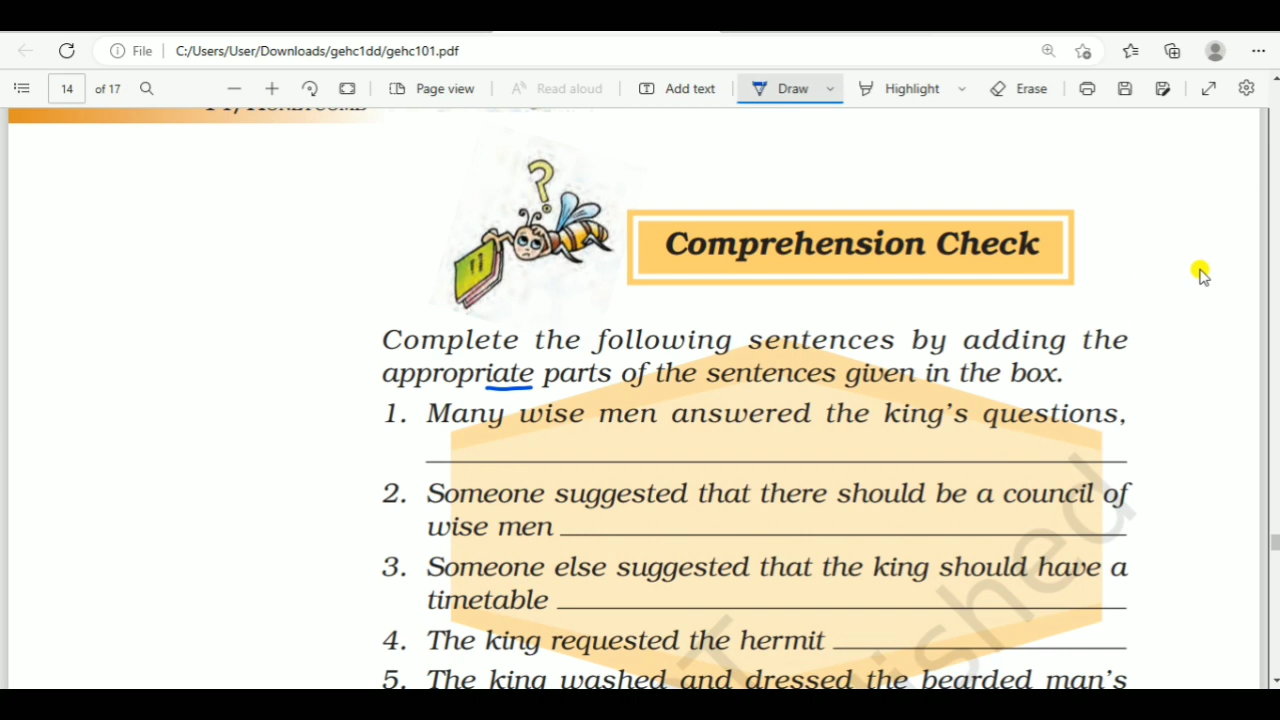 File C:/Users/User/Downloads/gehc1dd/gehc101.pdf
14 of 17 Page view Read aloud Add text Draw Highlight Erase
?
Comprehension Check
Complete the following sentences by adding the
appropriate parts of the sentences given in the box.
1. Many wise men answered the king's questions,
2. Someone suggested that there should be a council of
wise men
3. Someone else suggested that the king should have a
timetable
4. The king requested the hermit
5. The king washed and dressed the bearded man's